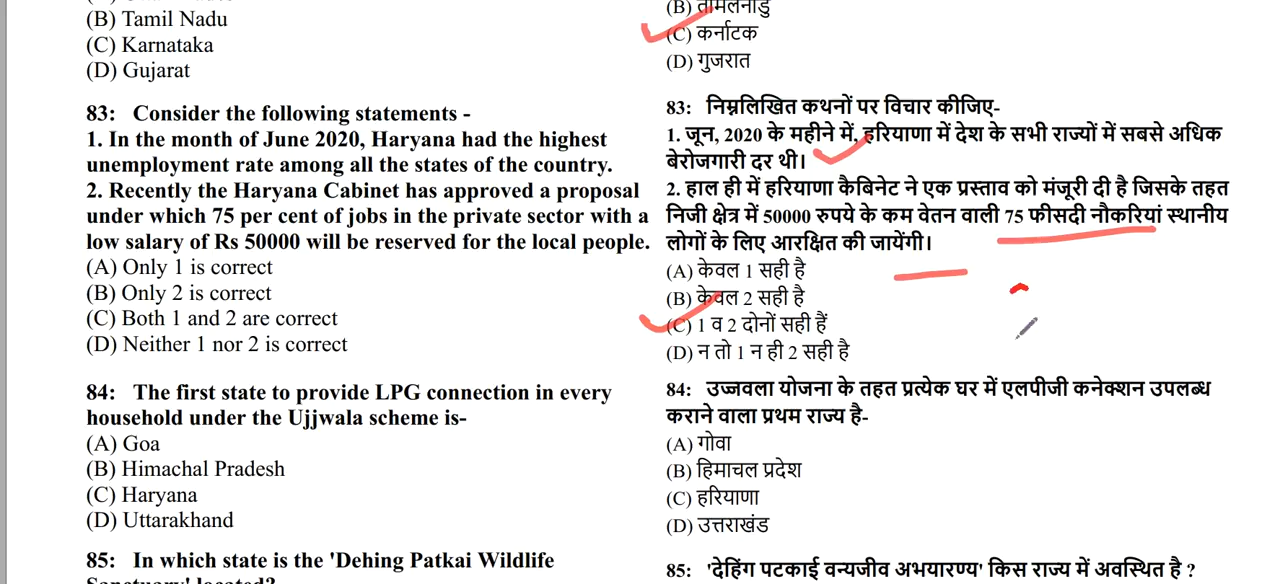 (B) Tamil Nadu
(C) Karnataka
(D) Gujarat
83: Consider the following statements -
1. In the month of June 2020, Haryana had the highest
unemployment rate among all the states of the country.
2. Recently the Haryana Cabinet has approved a proposal
under which 75 per cent of jobs in the private sector with a
low salary of Rs 50000 will be reserved for the local people.
(A) Only 1 is correct
(B) Only 2 is correct
(C) Both 1 and 2 are correct
(D) Neither 1 nor 2 is correct
84: The first state to provide LPG connection in every
household under the Ujjwala scheme is-
(A) Goa
(B) Himachal Pradesh
(C) Haryana
(D) Uttarakhand
85: In which state is the 'Dehing Patkai Wildlife
Sanctuary' located?
(B) तामिलनाडु
(C) कर्नाटक
(D) गुजरात
83: निम्नलिखित कथनों पर विचार कीजिए-
1. जून, 2020 के महीने में, हरियाणा में देश के सभी राज्यों में सबसे अधिक
बेरोजगारी दर थी।
2. हाल ही में हरियाणा कैबिनेट ने एक प्रस्ताव को मंजूरी दी है जिसके तहत
निजी क्षेत्र में 50000 रुपये के कम वेतन वाली 75 फीसदी नौकरियां स्थानीय
लोगों के लिए आरक्षित की जायेंगी।
(A) केवल 1 सही है
(B) केवल 2 सही है
(C) 1 व 2 दोनों सही हैं
(D) न तो 1 न ही 2 सही है
84: उज्जवला योजना के तहत प्रत्येक घर में एलपीजी कनेक्शन उपलब्ध
कराने वाला प्रथम राज्य है-
(A) गोवा
(B) हिमाचल प्रदेश
(C) हरियाणा
(D) उत्तराखंड
85: 'देहिंग पटकाई वन्यजीव अभयारण्य' किस राज्य में अवस्थित है ?